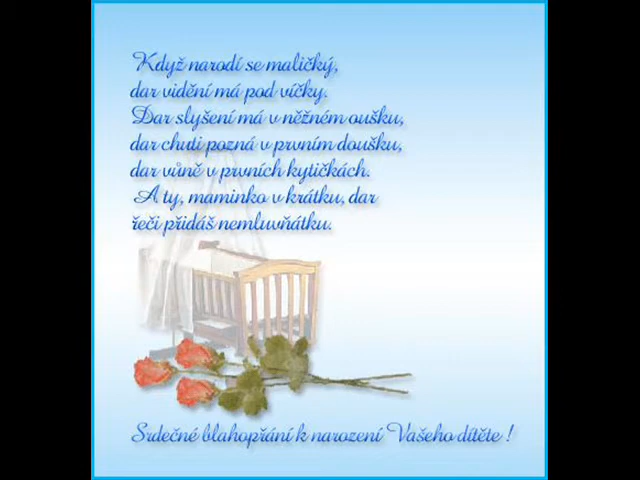 Když narodí se maličký,
dar vidění má pod víčky.
Dar slyšení má v něžném oušku,
dar chuti pozná v prvním doušku,
dar vůně v prvních kytičkách.
A ty, maminko v krátku, dar
řeči přidáš nemluvňátku.
Srdečné blahopřání k narození Vašeho dítěte !